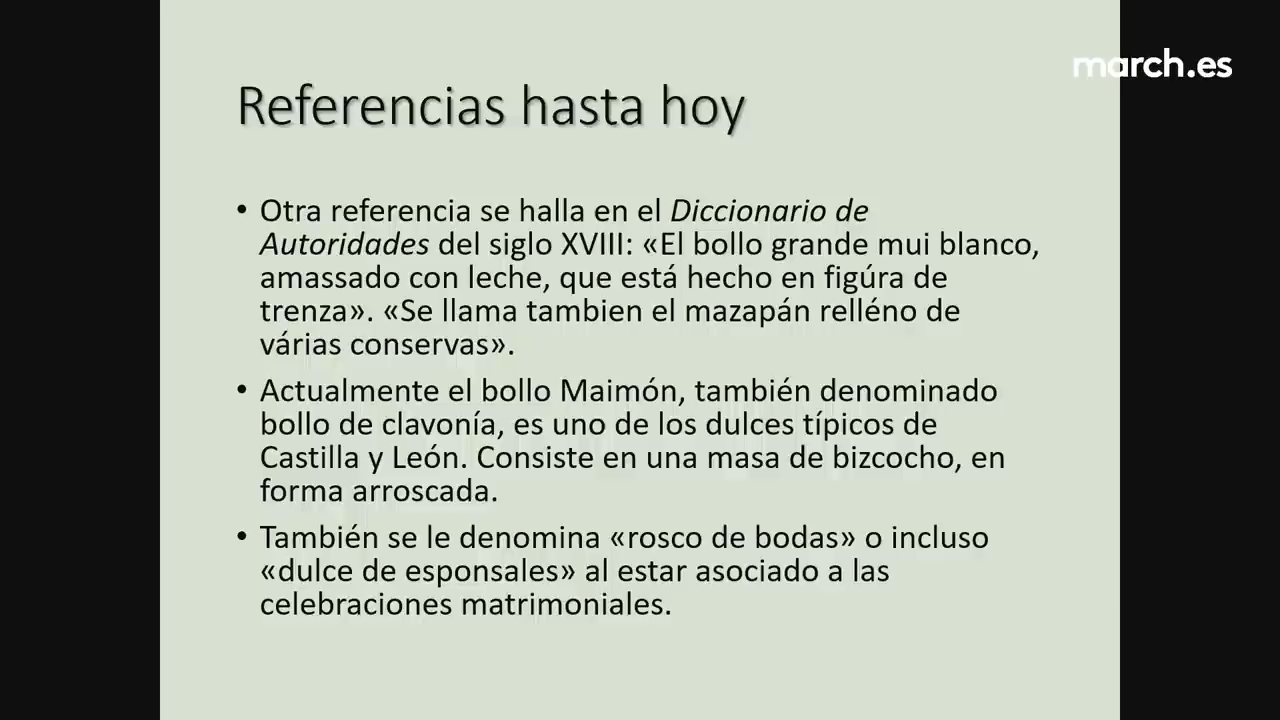 march.es
Referencias hasta hoy
• Otra referencia se halla en el Diccionario de
Autoridades del siglo XVIII: «El bollo grande mui blanco,
amassado con leche, que está hecho en figúra de
trenza». «Se llama tambien el mazapán relléno de
várias conservas».
• Actualmente el bollo Maimón, también denominado
bollo de clavonía, es uno de los dulces típicos de
Castilla y León. Consiste en una masa de bizcocho, en
forma arroscada.
• También se le denomina «rosco de bodas» o incluso
«dulce de esponsales» al estar asociado a las
celebraciones matrimoniales.